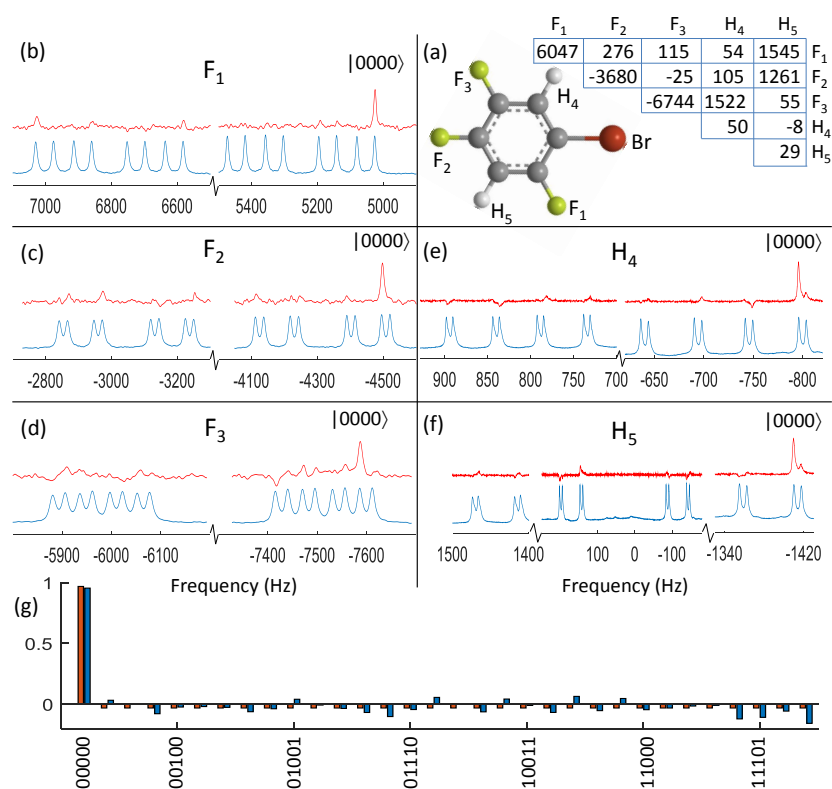 (b)
F1
|0000⟩
7000 6800 6600 5400 5200 5000
(a)
F3
H4
F2
Br
H5
F1
F1 F2 F3 H4 H5
6047 276 115 54 1545 F1
-3680 -25 105 1261 F2
-6744 1522 55 F3
50 -8 H4
29 H5
(c)
F2
|0000⟩
-2800 -3000 -3200 -4100 -4300 -4500
(e)
H4
|0000⟩
900 850 800 750 700 -650 -700 -750 -800
(d)
F3
|0000⟩
-5900 -6000 -6100 -7400 -7500 -7600
Frequency (Hz)
(f)
H5
|0000⟩
1500 1400 100 0 -100 -1340 -1420
Frequency (Hz)
(g)
1
0.5
0
00000 00100 01001 01110 10011 11000 11101